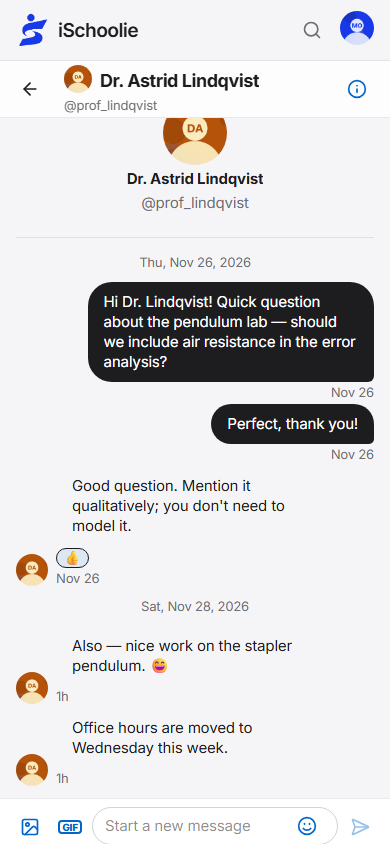 iSchoolie
MO
DA
Dr. Astrid Lindqvist
@prof_lindqvist
DA
Dr. Astrid Lindqvist
@prof_lindqvist
Thu, Nov 26, 2026
Hi Dr. Lindqvist! Quick question
about the pendulum lab — should
we include air resistance in the error
analysis?
Nov 26
Perfect, thank you!
Nov 26
Good question. Mention it
qualitatively; you don't need to
model it.
👍
DA
Nov 26
Sat, Nov 28, 2026
Also — nice work on the stapler
pendulum. 😄
DA
1h
Office hours are moved to
Wednesday this week.
DA
1h
GIF
Start a new message